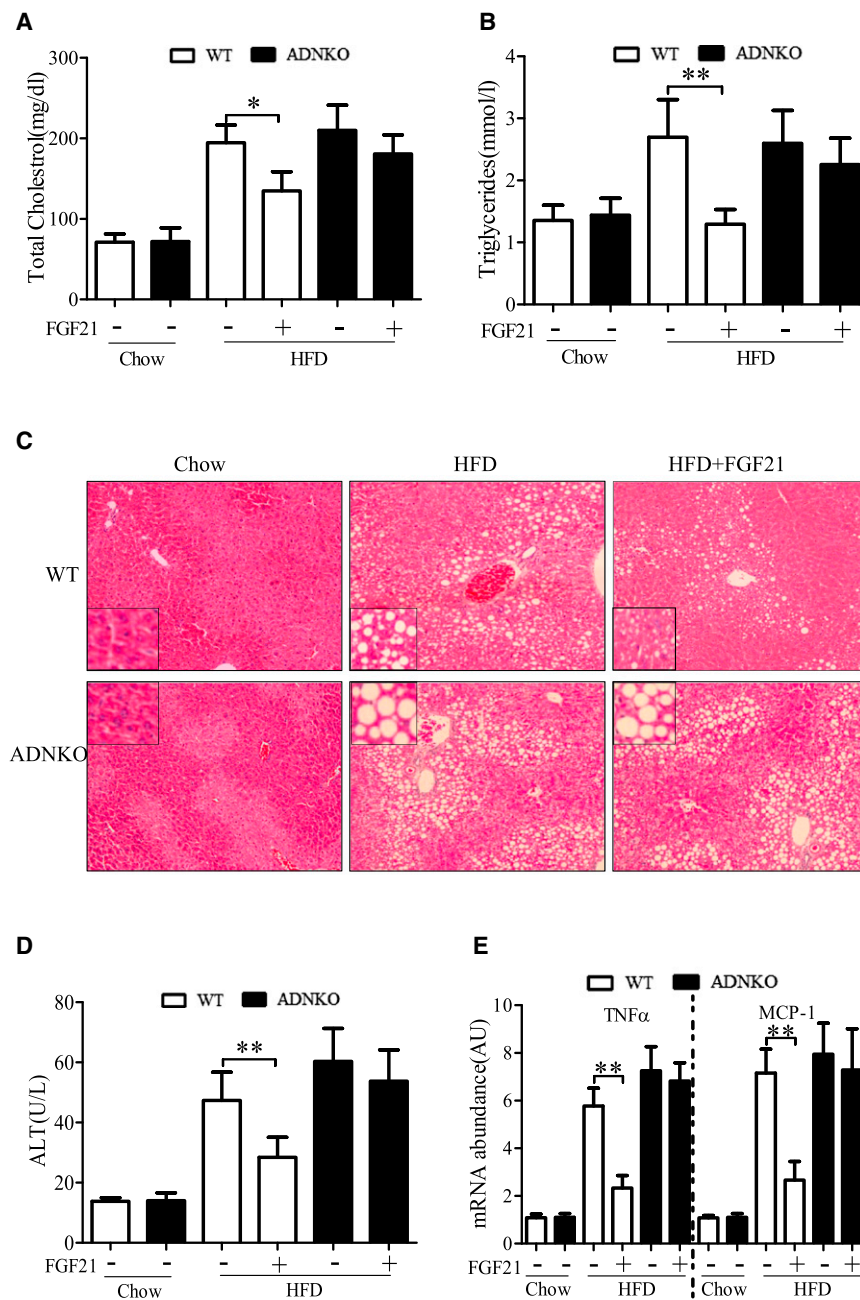 A
WT ADNKO
Total Cholestrol(mg/dl)
300
200
100
0
*
FGF21 - + - +
- -
Chow HFD
B
WT ADNKO
Triglycerides(mmol/l)
4
3
2
1
0
**
FGF21 - - - + - +
Chow HFD
C
Chow HFD HFD+FGF21
WT
ADNKO
D
WT ADNKO
ALT(U/L)
80
60
40
20
0
**
FGF21 - - - + - +
Chow HFD
E
WT ADNKO
mRNA abundance(AU)
10
8
6
4
2
0
TNFα MCP-1
** **
FGF21 - - - + - + - - - + - +
Chow HFD Chow HFD